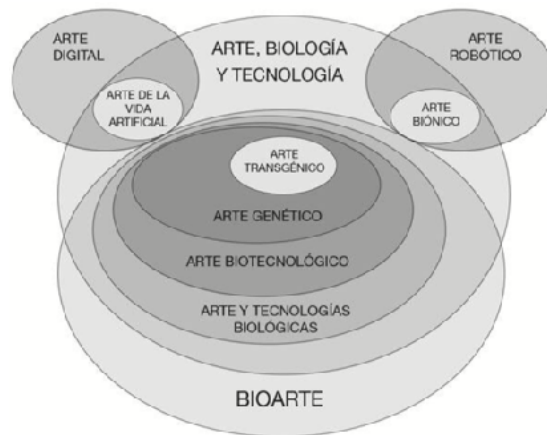 ARTE
DIGITAL
ARTE, BIOLOGÍA
Y TECNOLOGÍA
ARTE
ROBÓTICO
ARTE DE LA
VIDA
ARTIFICIAL
ARTE
BIÓNICO
ARTE
TRANSGÉNICO
ARTE GENÉTICO
ARTE BIOTECNOLÓGICO
ARTE Y TECNOLOGÍAS
BIOLOGICAS
BIOARTE